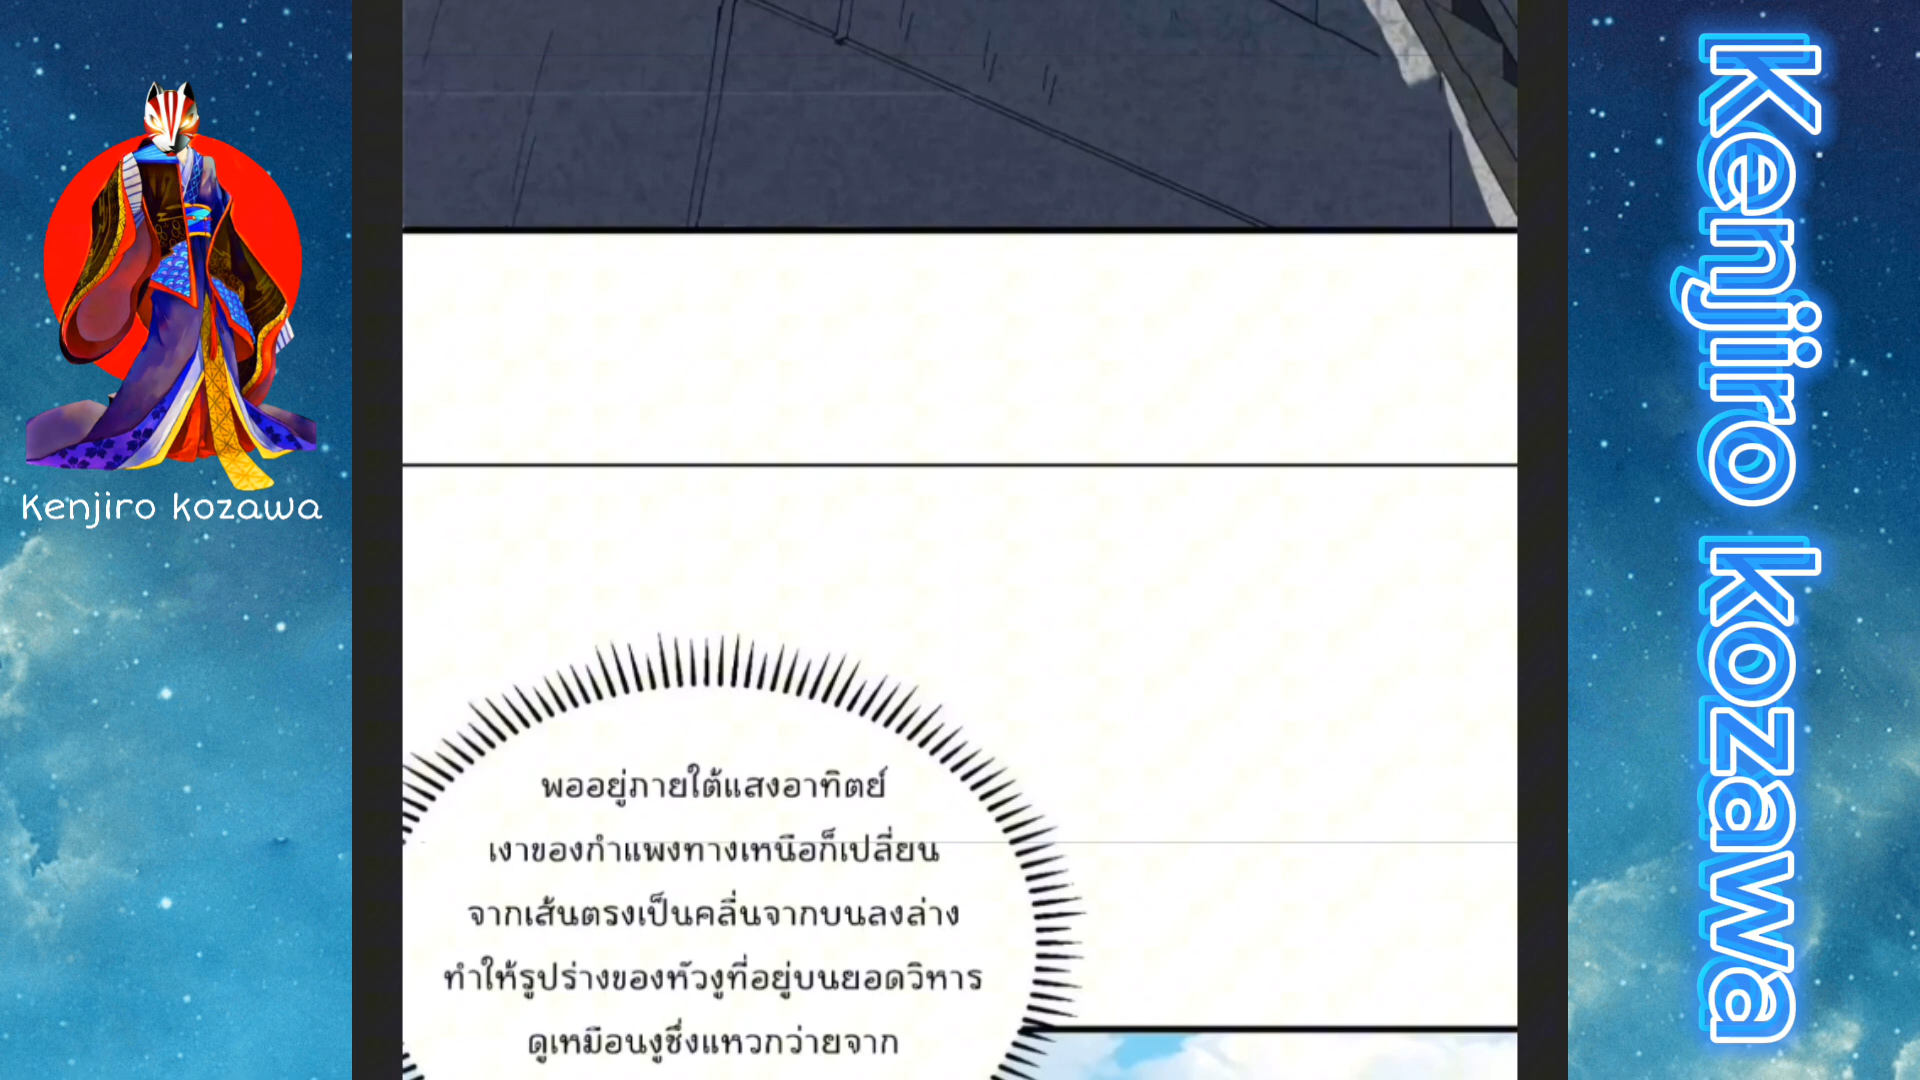 Kenjiro kozawa
พออยู่ภายใต้แสงอาทิตย์
เงาของกำแพงทางเหนือก็เปลี่ยน
จากเส้นตรงเป็นคลื่นจากบนลงล่าง
ทำให้รูปร่างของหัวงูที่อยู่บนยอดวิหาร
ดูเหมือนงูซึ่งแหวกว่ายจาก
Kenjiro kozawa